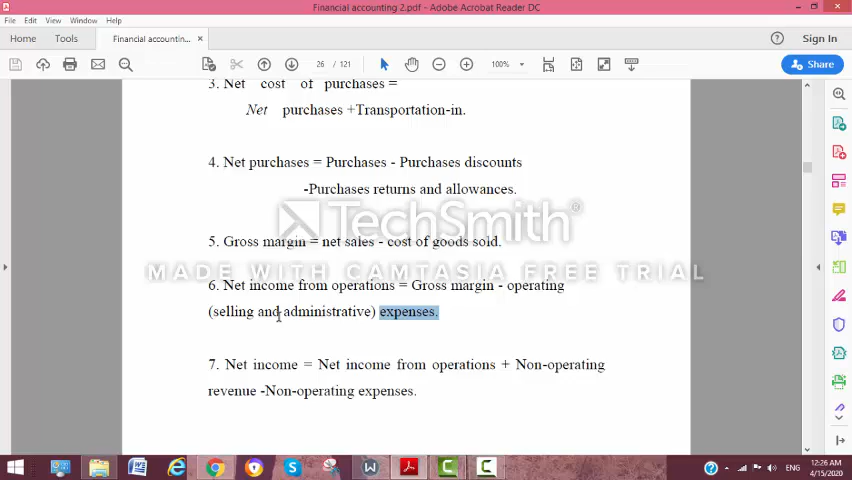 Financial accounting 2.pdf - Adobe Acrobat Reader DC
File Edit View Window Help
Home Tools Financial accountin... × Sign In
26 / 121 100% Share
3. Net cost of purchases =
Net purchases +Transportation-in.
4. Net purchases = Purchases - Purchases discounts
-Purchases returns and allowances.
TechSmith®
5. Gross margin = net sales - cost of goods sold.
MADE WITH CAMTASIA FREE TRIAL
6. Net income from operations = Gross margin - operating
(selling and administrative) expenses.
7. Net income = Net income from operations + Non-operating
revenue -Non-operating expenses.
ENG 12:26 AM
4/15/2020